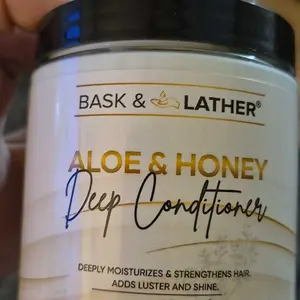 BASK & LATHER®
ALOE & HONEY
Deep Conditioner
DEEPLY MOISTURIZES & STRENGTHENS HAIR.
ADDS LUSTER AND SHINE.